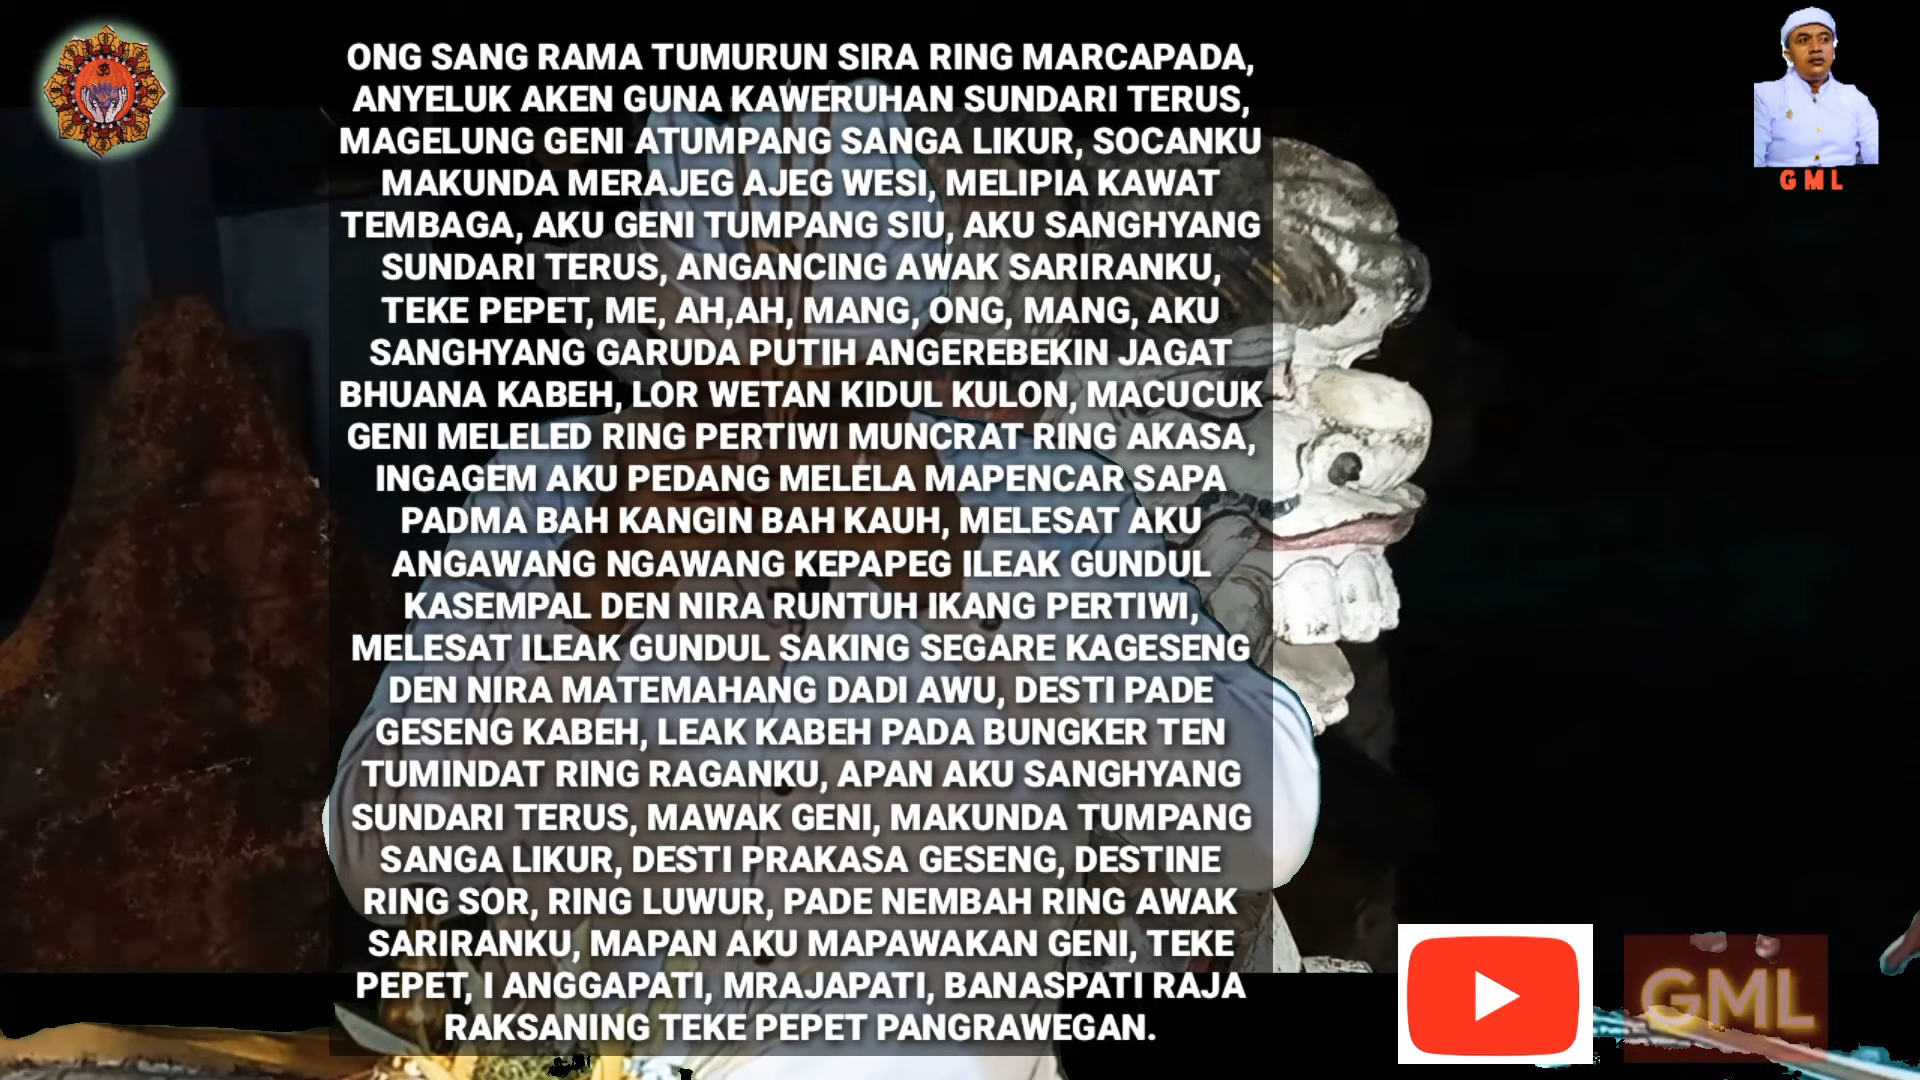 ONG SANG RAMA TUMURUN SIRA RING MARCAPADA,
ANYELUK AKEN GUNA KAWERUHAN SUNDARI TERUS,
MAGELUNG GENI ATUMPANG SANGA LIKUR, SOCANKU
MAKUNDA MERAJEG AJEG WESI, MELIPIA KAWAT
TEMBAGA, AKU GENI TUMPANG SIU, AKU SANGHYANG
SUNDARI TERUS, ANGANCING AWAK SARIRANKU,
TEKE PEPET, ME, AH,AH, MANG, ONG, MANG, AKU
SANGHYANG GARUDA PUTIH ANGEREBEKIN JAGAT
BHUANA KABEH, LOR WETAN KIDUL KULON, MACUCUK
GENI MELELED RING PERTIWI MUNCRAT RING AKASA,
INGAGEM AKU PEDANG MELELA MAPENCAR SAPA
PADMA BAH KANGIN BAH KAUH, MELESAT AKU
ANGAWANG NGAWANG KEPAPEG ILEAK GUNDUL
KASEMPAL DEN NIRA RUNTUH IKANG PERTIWI,
MELESAT ILEAK GUNDUL SAKING SEGARE KAGESENG
DEN NIRA MATEMAHANG DADI AWU, DESTI PADE
GESENG KABEH, LEAK KABEH PADA BUNGKER TEN
TUMINDAT RING RAGANKU, APAN AKU SANGHYANG
SUNDARI TERUS, MAWAK GENI, MAKUNDA TUMPANG
SANGA LIKUR, DESTI PRAKASA GESENG, DESTINE
RING SOR, RING LUWUR, PADE NEMBAH RING AWAK
SARIRANKU, MAPAN AKU MAPAWAKAN GENI, TEKE
PEPET, I ANGGAPATI, MRAJAPATI, BANASPATI RAJA
RAKSANING TEKE PEPET PANGRAWEGAN.
GML
GML